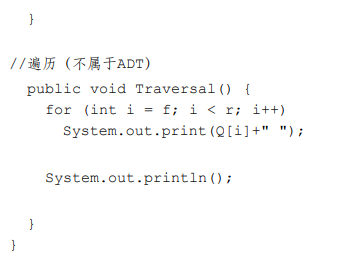 }
//遍历（不属于ADT）
public void Traversal() {
for (int i = f; i < r; i++)
System.out.print(Q[i]+" ");
System.out.println();
}
}